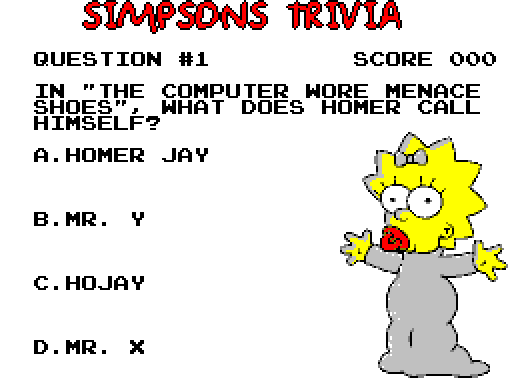 SIMPSONS TRIVIA
QUESTION #1 SCORE 000
IN "THE COMPUTER WORE MENACE
SHOES", WHAT DOES HOMER CALL
HIMSELF?
A.HOMER JAY
B.MR. Y
C.HOJAY
D.MR. X